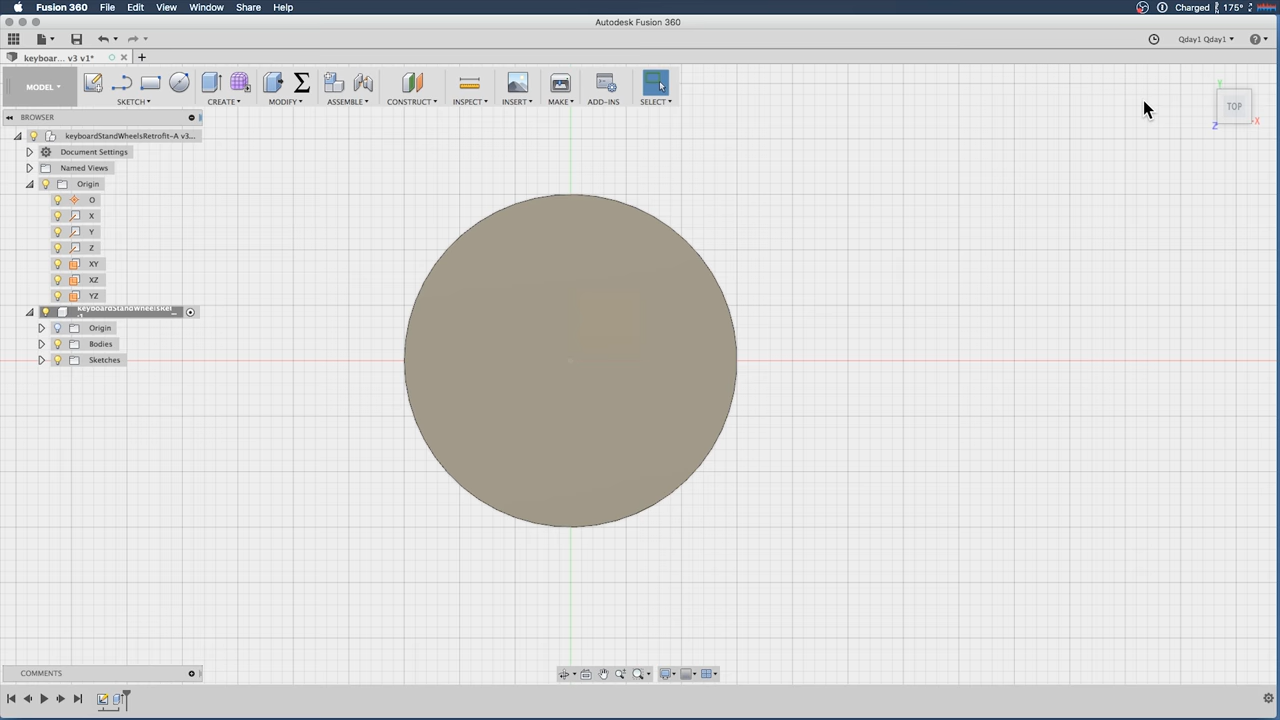 Fusion 360 File Edit View Window Share Help Charged 175°
Autodesk Fusion 360
Qday1 Qday1
keyboar... v3 v1*
MODEL
SKETCH CREATE MODIFY ASSEMBLE CONSTRUCT INSPECT INSERT MAKE ADD-INS SELECT
TOP
Y
X
Z
BROWSER
keyboardStandWheelsRetrofit-A v3...
Document Settings
Named Views
Origin
O
X
Y
Z
XY
XZ
YZ
Origin
Bodies
Sketches
COMMENTS